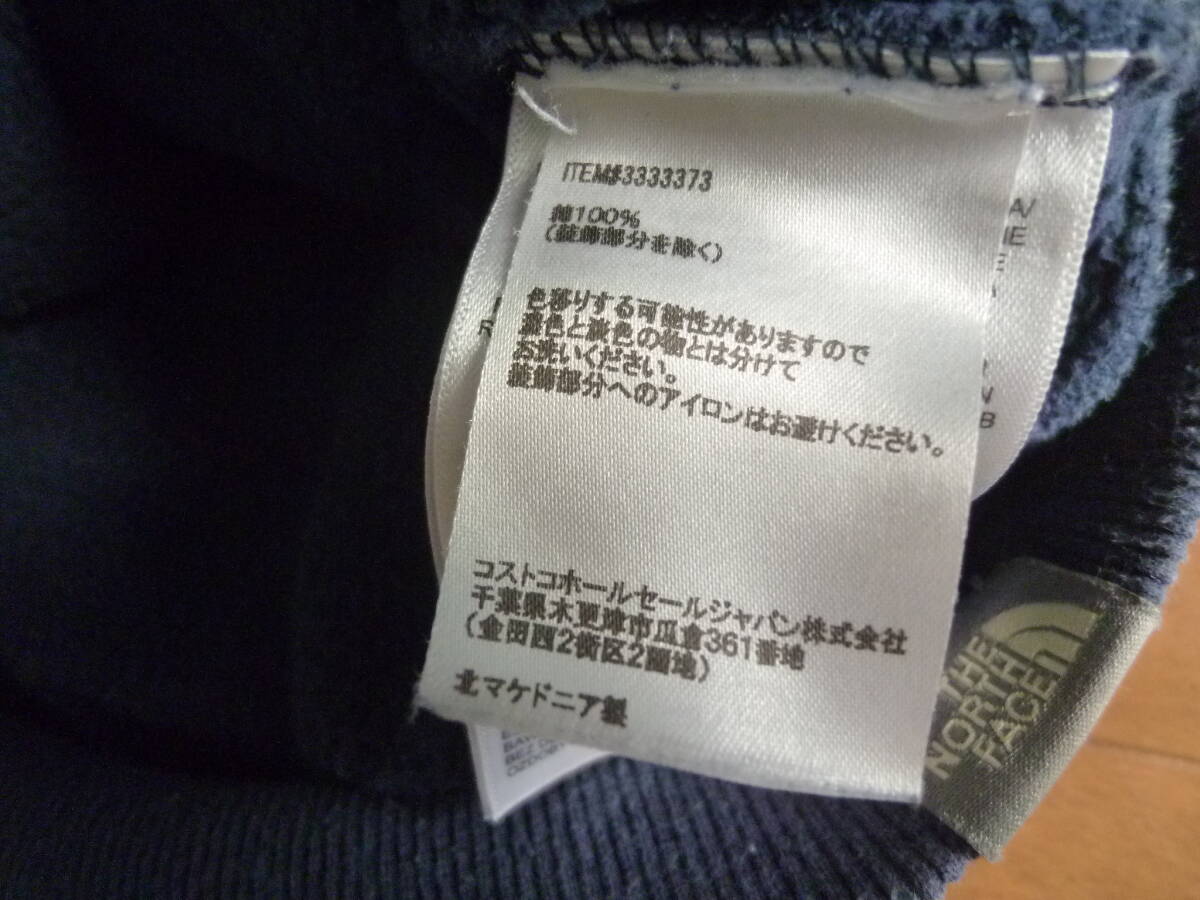 ITEM#3333373
綿100%
(装飾部分を除く)
色移りする可能性がありますので
濃色と淡色の物とは分けて
お洗いください。
装飾部分へのアイロンはお避けください。
コストコホールセールジャパン株式会社
千葉県木更津市瓜倉361番地
(金田西2街区2画地)
北マケドニア製
THE
NORTH
FACE